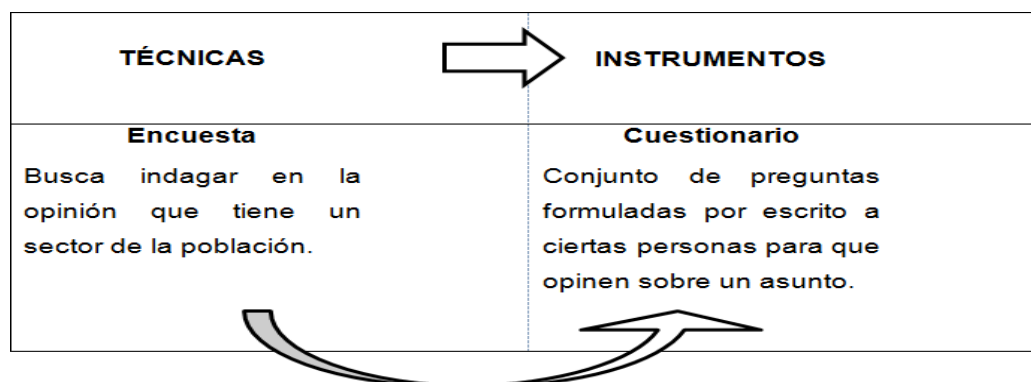 TÉCNICAS
INSTRUMENTOS
Encuesta
Busca indagar en la
opinión que tiene un
sector de la población.
Cuestionario
Conjunto de preguntas
formuladas por escrito a
ciertas personas para que
opinen sobre un asunto.